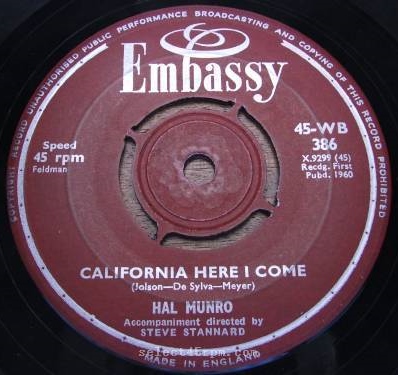 COPYRIGHT RECORD UNAUTHORISED PUBLIC PERFORMANCE BROADCASTING AND COPYING OF THIS RECORD PROHIBITED
Embassy
Speed
45 rpm
Feldman
45-WB
386
X.9299 (45)
Recdg. First
Pubd. 1960
CALIFORNIA HERE I COME
(Jolson—De Sylva—Meyer)
HAL MUNRO
Accompaniment directed by
STEVE STANNARD
select45rpm.com
MADE IN ENGLAND